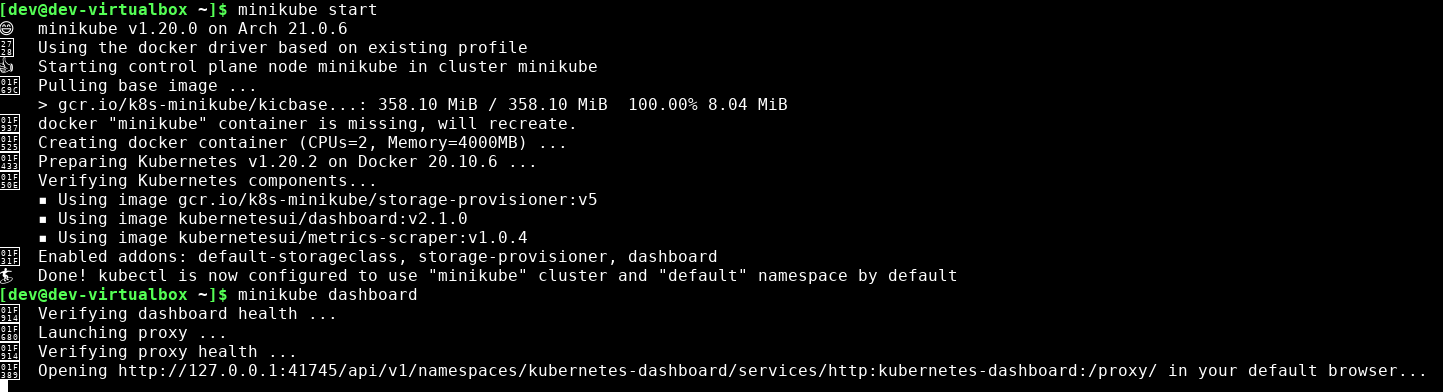 [dev@dev-virtualbox ~]$ minikube start
😄  minikube v1.20.0 on Arch 21.0.6
✨  Using the docker driver based on existing profile
👍  Starting control plane node minikube in cluster minikube
🚜  Pulling base image ...
    > gcr.io/k8s-minikube/kicbase...: 358.10 MiB / 358.10 MiB  100.00% 8.04 MiB
🤷  docker "minikube" container is missing, will recreate.
🔥  Creating docker container (CPUs=2, Memory=4000MB) ...
🐳  Preparing Kubernetes v1.20.2 on Docker 20.10.6 ...
🔎  Verifying Kubernetes components...
    ▪ Using image gcr.io/k8s-minikube/storage-provisioner:v5
    ▪ Using image kubernetesui/dashboard:v2.1.0
    ▪ Using image kubernetesui/metrics-scraper:v1.0.4
🌟  Enabled addons: default-storageclass, storage-provisioner, dashboard
🏄  Done! kubectl is now configured to use "minikube" cluster and "default" namespace by default
[dev@dev-virtualbox ~]$ minikube dashboard
🤔  Verifying dashboard health ...
🚀  Launching proxy ...
🤔  Verifying proxy health ...
🎉  Opening http://127.0.0.1:41745/api/v1/namespaces/kubernetes-dashboard/services/http:kubernetes-dashboard:/proxy/ in your default browser...